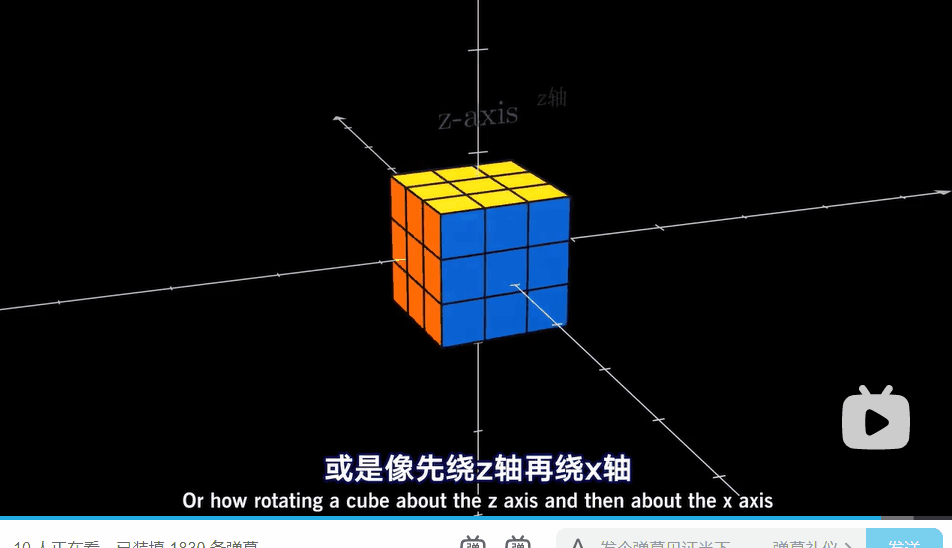 z轴
z-axis
或是像先绕z轴再绕x轴
Or how rotating a cube about the z axis and then about the x axis
10 人正在看，已装填 1830 条弹幕
弹 弹 A 发个弹幕见证当下 弹幕礼仪 > 发送